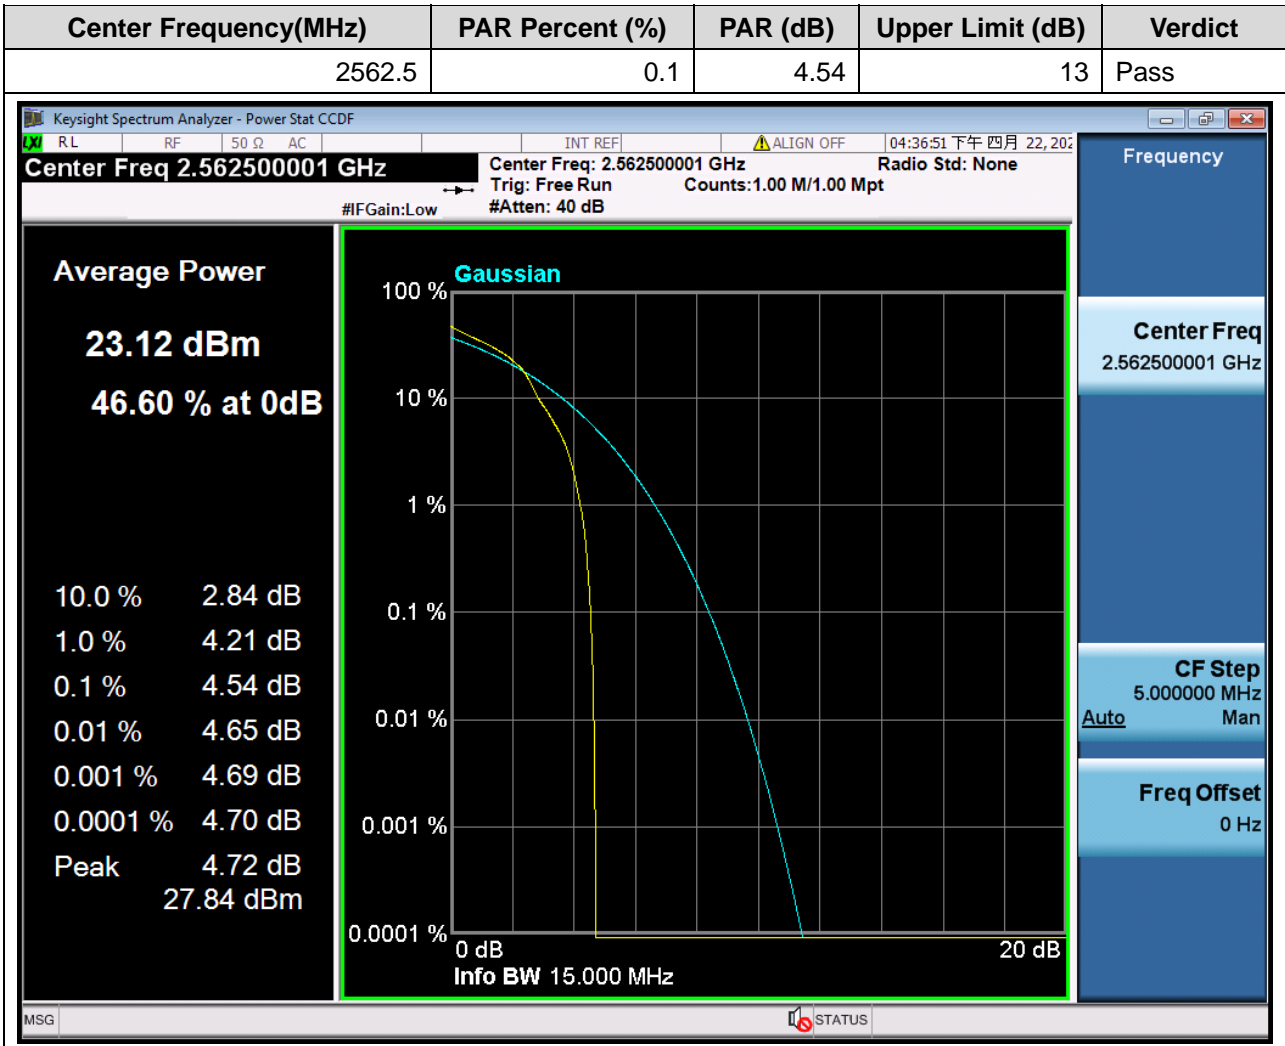 Center Frequency(MHz) PAR Percent (%) PAR (dB) Upper Limit (dB) Verdict
2562.5 0.1 4.54 13 Pass
Keysight Spectrum Analyzer - Power Stat CCDF
LXI RL RF 50 Ω AC INT REF ALIGN OFF 04:36:51 下午 四月 22, 202
Center Freq 2.562500001 GHz
Center Freq: 2.562500001 GHz Radio Std: None
Trig: Free Run Counts:1.00 M/1.00 Mpt
#IFGain:Low #Atten: 40 dB
Frequency
Average Power
23.12 dBm
46.60 % at 0dB
10.0 % 2.84 dB
1.0 % 4.21 dB
0.1 % 4.54 dB
0.01 % 4.65 dB
0.001 % 4.69 dB
0.0001 % 4.70 dB
Peak 4.72 dB
27.84 dBm
Gaussian
100 %
10 %
1 %
0.1 %
0.01 %
0.001 %
0.0001 %
0 dB 20 dB
Info BW 15.000 MHz
Center Freq
2.562500001 GHz
CF Step
5.000000 MHz
Auto Man
Freq Offset
0 Hz
MSG STATUS